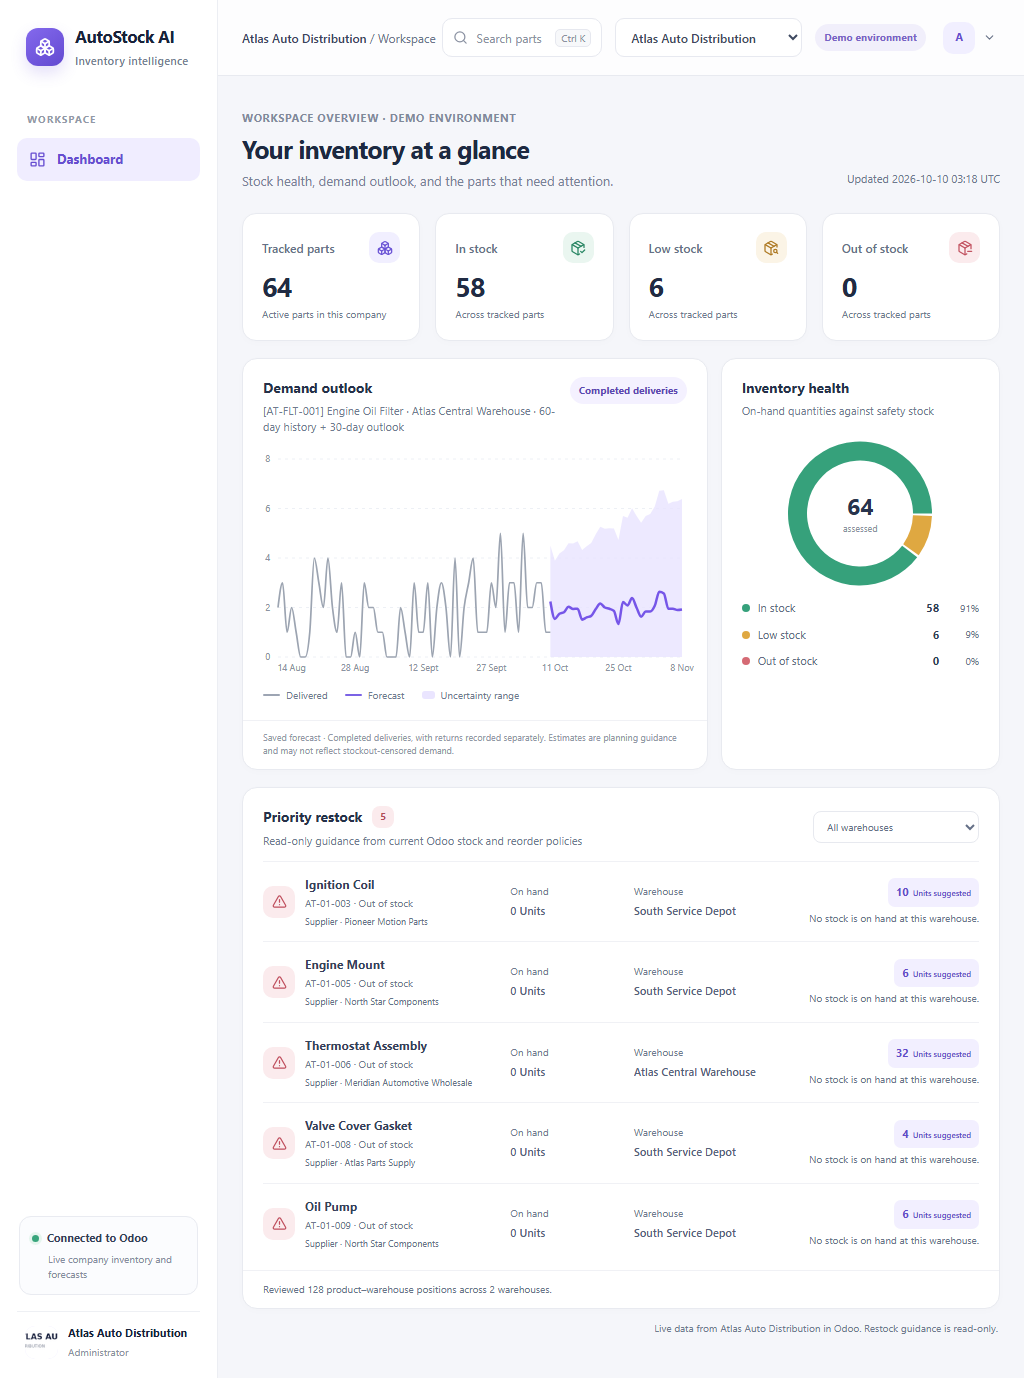 AutoStock AI
Inventory intelligence
WORKSPACE
Dashboard
Connected to Odoo
Live company inventory and
forecasts
LAS AU
Atlas Auto Distribution
Administrator
Atlas Auto Distribution / Workspace
Search parts
Ctrl K
Atlas Auto Distribution
Demo environment
A
WORKSPACE OVERVIEW · DEMO ENVIRONMENT
Your inventory at a glance
Stock health, demand outlook, and the parts that need attention.
Updated 2026-10-10 03:18 UTC
Tracked parts
64
Active parts in this company
In stock
58
Across tracked parts
Low stock
6
Across tracked parts
Out of stock
0
Across tracked parts
Demand outlook
Completed deliveries
[AT-FLT-001] Engine Oil Filter · Atlas Central Warehouse · 60-
day history + 30-day outlook
8
6
4
2
0
14 Aug
28 Aug
12 Sept
27 Sept
11 Oct
25 Oct
8 Nov
Delivered
Forecast
Uncertainty range
Saved forecast · Completed deliveries, with returns recorded separately. Estimates are planning guidance
and may not reflect stockout-censored demand.
Inventory health
On-hand quantities against safety stock
64
assessed
In stock 58 91%
Low stock 6 9%
Out of stock 0 0%
Priority restock 5
Read-only guidance from current Odoo stock and reorder policies
All warehouses
Ignition Coil
AT-01-003 · Out of stock
Supplier · Pioneer Motion Parts
On hand
0 Units
Warehouse
South Service Depot
10 Units suggested
No stock is on hand at this warehouse.
Engine Mount
AT-01-005 · Out of stock
Supplier · North Star Components
On hand
0 Units
Warehouse
South Service Depot
6 Units suggested
No stock is on hand at this warehouse.
Thermostat Assembly
AT-01-006 · Out of stock
Supplier · Meridian Automotive Wholesale
On hand
0 Units
Warehouse
Atlas Central Warehouse
32 Units suggested
No stock is on hand at this warehouse.
Valve Cover Gasket
AT-01-008 · Out of stock
Supplier · Atlas Parts Supply
On hand
0 Units
Warehouse
South Service Depot
4 Units suggested
No stock is on hand at this warehouse.
Oil Pump
AT-01-009 · Out of stock
Supplier · North Star Components
On hand
0 Units
Warehouse
South Service Depot
6 Units suggested
No stock is on hand at this warehouse.
Reviewed 128 product–warehouse positions across 2 warehouses.
Live data from Atlas Auto Distribution in Odoo. Restock guidance is read-only.